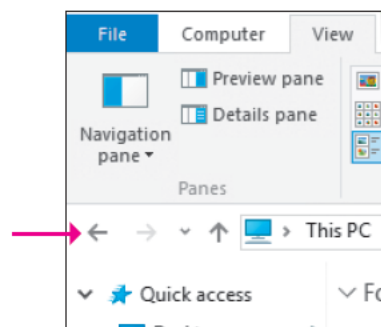 File Computer View
Preview pane
Details pane
Navigation
pane
Panes
This PC
Quick access